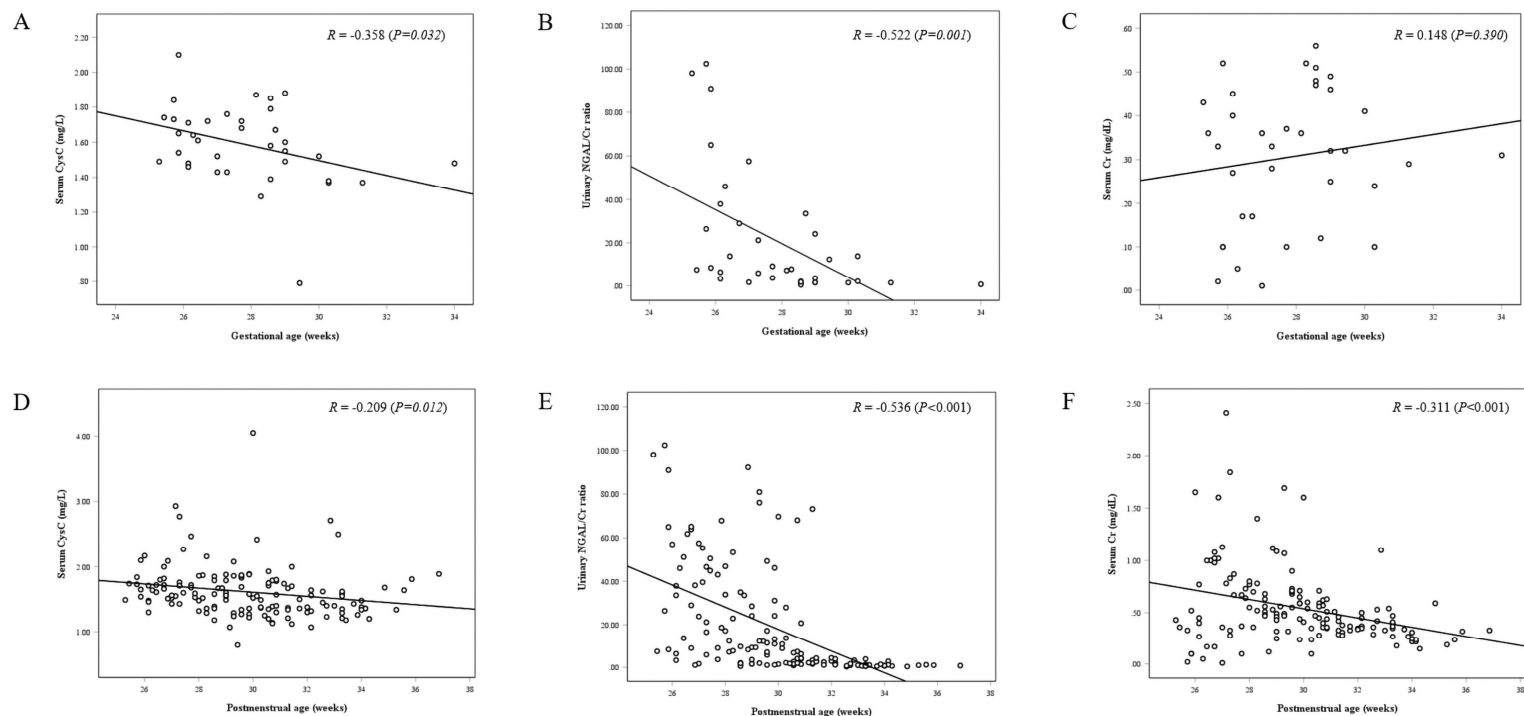 A
R = -0.358 (P=0.032)
2.20
2.00
1.80
1.60
1.40
1.20
1.00
.80
Serum CysC (mg/L)
24 26 28 30 32 34
Gestational age (weeks)
B
R = -0.522 (P=0.001)
120.00
100.00
80.00
60.00
40.00
20.00
.00
Urinary NGAL/Cr ratio
24 26 28 30 32 34
Gestational age (weeks)
C
R = 0.148 (P=0.390)
.60
.50
.40
.30
.20
.10
.00
Serum Cr (mg/dL)
24 26 28 30 32 34
Gestational age (weeks)
D
R = -0.209 (P=0.012)
4.00
3.00
2.00
1.00
Serum CysC (mg/L)
26 28 30 32 34 36 38
Postmenstrual age (weeks)
E
R = -0.536 (P<0.001)
120.00
100.00
80.00
60.00
40.00
20.00
.00
Urinary NGAL/Cr ratio
26 28 30 32 34 36 38
Postmenstrual age (weeks)
F
R = -0.311 (P<0.001)
2.50
2.00
1.50
1.00
.50
.00
Serum Cr (mg/dL)
26 28 30 32 34 36 38
Postmenstrual age (weeks)